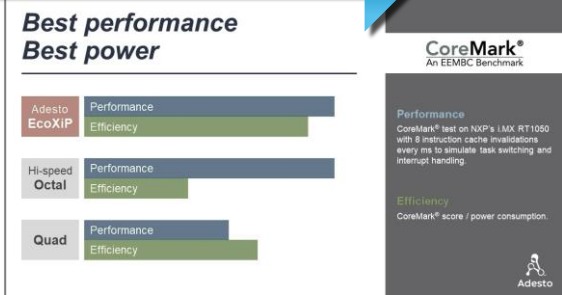 Best performance
Best power
Adesto
EcoXiP
Performance
Efficiency
Hi-speed
Octal
Performance
Efficiency
Quad
Performance
Efficiency
CoreMark®
An EEMBC Benchmark
Performance
CoreMark® test on NXP's i.MX RT1050
with 8 instruction cache invalidations
every ms to simulate task switching and
interrupt handling.
Efficiency
CoreMark® score / power consumption.
Adesto